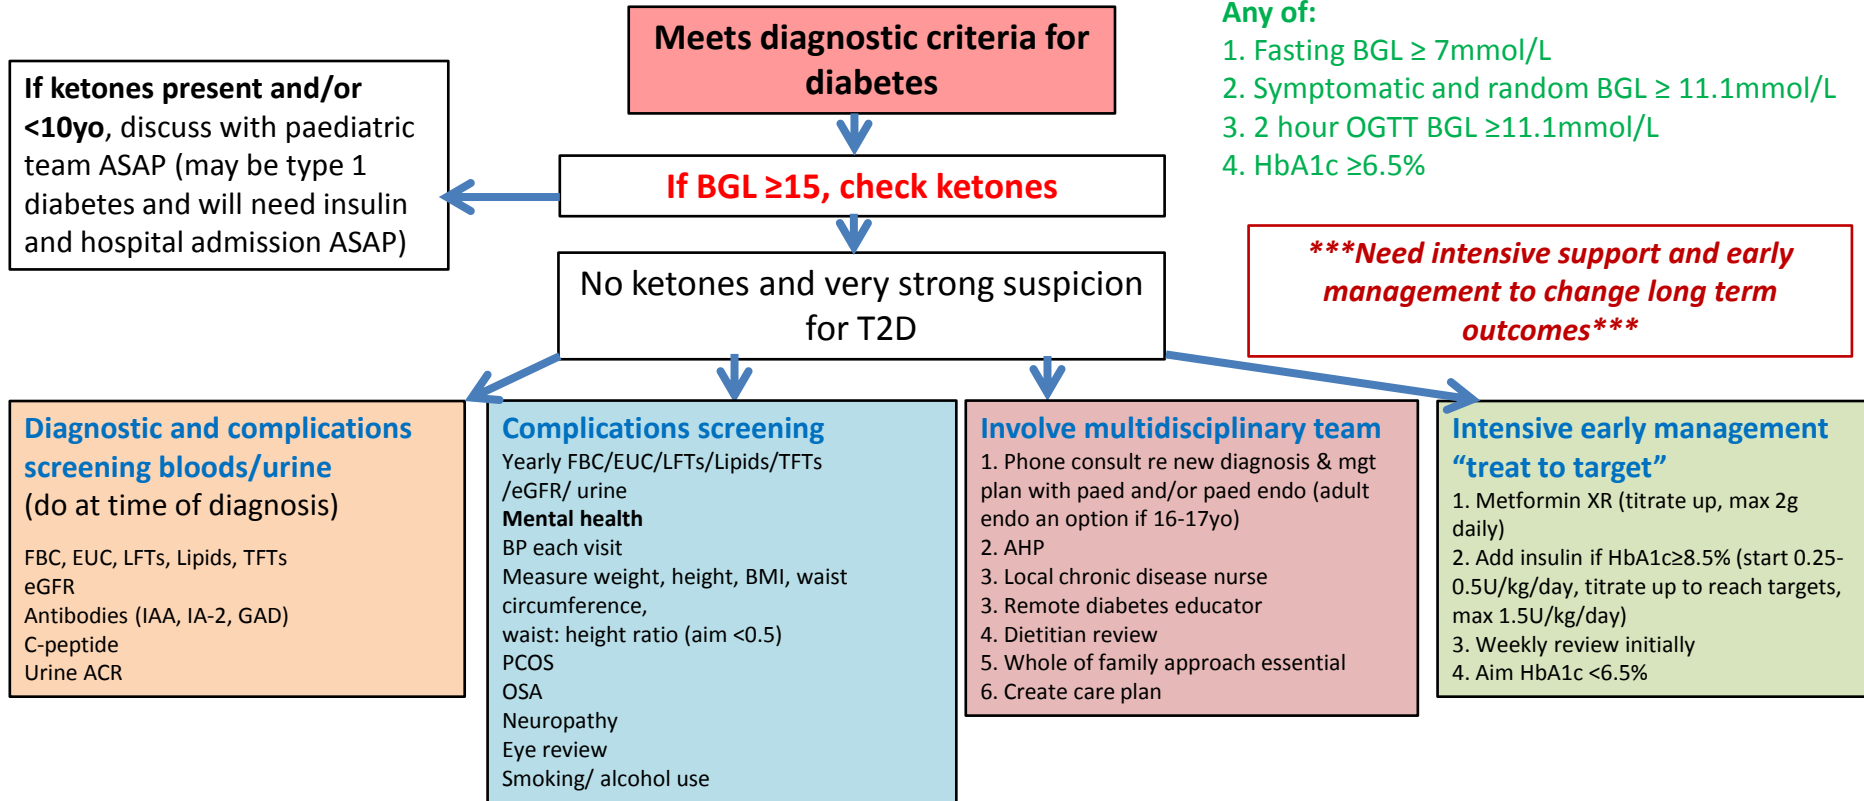 Meets diagnostic criteria for
diabetes
Any of:
1. Fasting BGL ≥ 7mmol/L
2. Symptomatic and random BGL ≥ 11.1mmol/L
3. 2 hour OGTT BGL ≥11.1mmol/L
4. HbA1c ≥6.5%
If ketones present and/or
<10yo, discuss with paediatric
team ASAP (may be type 1
diabetes and will need insulin
and hospital admission ASAP)
If BGL ≥15, check ketones
No ketones and very strong suspicion
for T2D
***Need intensive support and early
management to change long term
outcomes***
Diagnostic and complications
screening bloods/urine
(do at time of diagnosis)
FBC, EUC, LFTs, Lipids, TFTs
eGFR
Antibodies (IAA, IA-2, GAD)
C-peptide
Urine ACR
Complications screening
Yearly FBC/EUC/LFTs/Lipids/TFTs
/eGFR/ urine
Mental health
BP each visit
Measure weight, height, BMI, waist
circumference,
waist: height ratio (aim <0.5)
PCOS
OSA
Neuropathy
Eye review
Smoking/ alcohol use
Involve multidisciplinary team
1. Phone consult re new diagnosis & mgt
plan with paed and/or paed endo (adult
endo an option if 16-17yo)
2. AHP
3. Local chronic disease nurse
3. Remote diabetes educator
4. Dietitian review
5. Whole of family approach essential
6. Create care plan
Intensive early management
“treat to target”
1. Metformin XR (titrate up, max 2g
daily)
2. Add insulin if HbA1c≥8.5% (start 0.25-
0.5U/kg/day, titrate up to reach targets,
max 1.5U/kg/day)
3. Weekly review initially
4. Aim HbA1c <6.5%